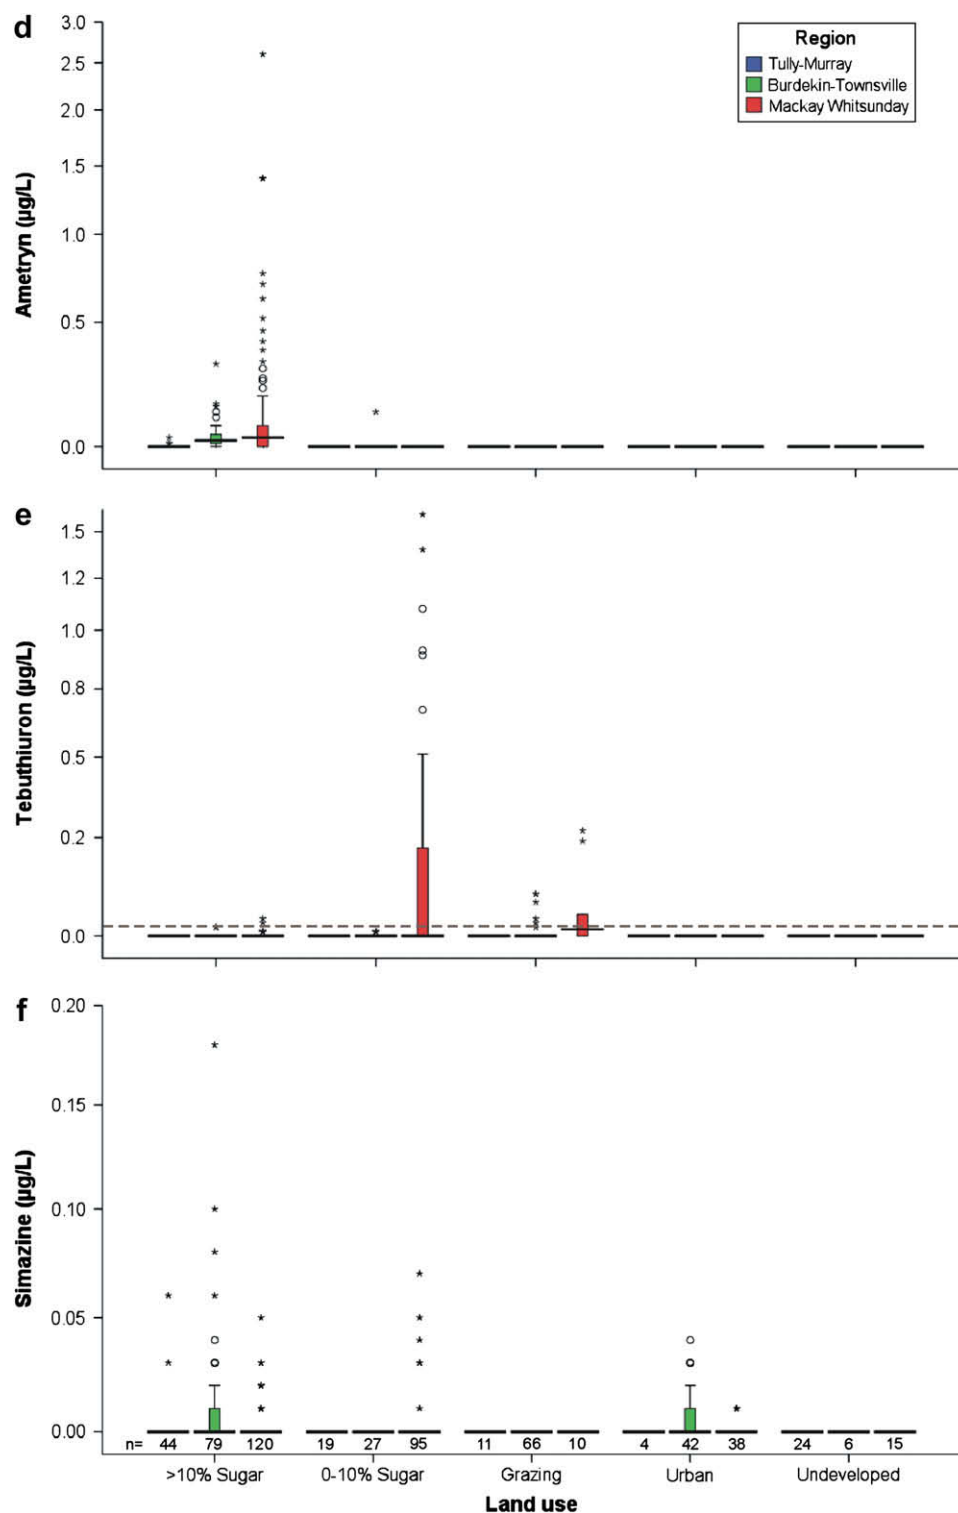 d
Ametryn (µg/L)
3.0
2.5
2.0
1.5
1.0
0.5
0.0
Region
Tully-Murray
Burdekin-Townsville
Mackay Whitsunday
e
Tebuthiuron (µg/L)
1.5
1.2
1.0
0.8
0.5
0.2
0.0
f
Simazine (µg/L)
0.20
0.15
0.10
0.05
0.00
n= 44 79 120 19 27 95 11 66 10 4 42 38 24 6 15
>10% Sugar 0-10% Sugar Grazing Urban Undeveloped
Land use